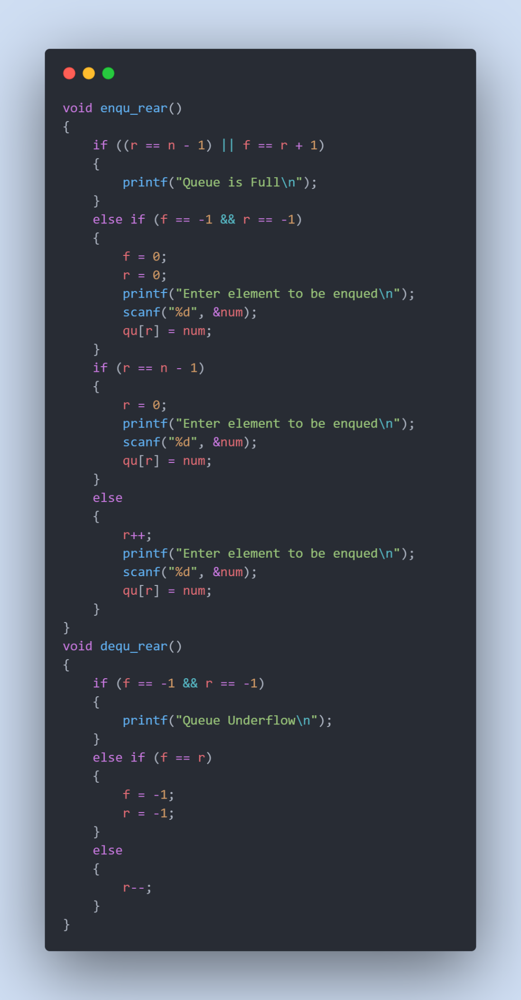 void enqu_rear()
{
    if ((r == n - 1) || f == r + 1)
    {
        printf("Queue is Full\n");
    }
    else if (f == -1 && r == -1)
    {
        f = 0;
        r = 0;
        printf("Enter element to be enqued\n");
        scanf("%d", &num);
        qu[r] = num;
    }
    if (r == n - 1)
    {
        r = 0;
        printf("Enter element to be enqued\n");
        scanf("%d", &num);
        qu[r] = num;
    }
    else
    {
        r++;
        printf("Enter element to be enqued\n");
        scanf("%d", &num);
        qu[r] = num;
    }
}
void dequ_rear()
{
    if (f == -1 && r == -1)
    {
        printf("Queue Underflow\n");
    }
    else if (f == r)
    {
        f = -1;
        r = -1;
    }
    else
    {
        r--;
    }
}